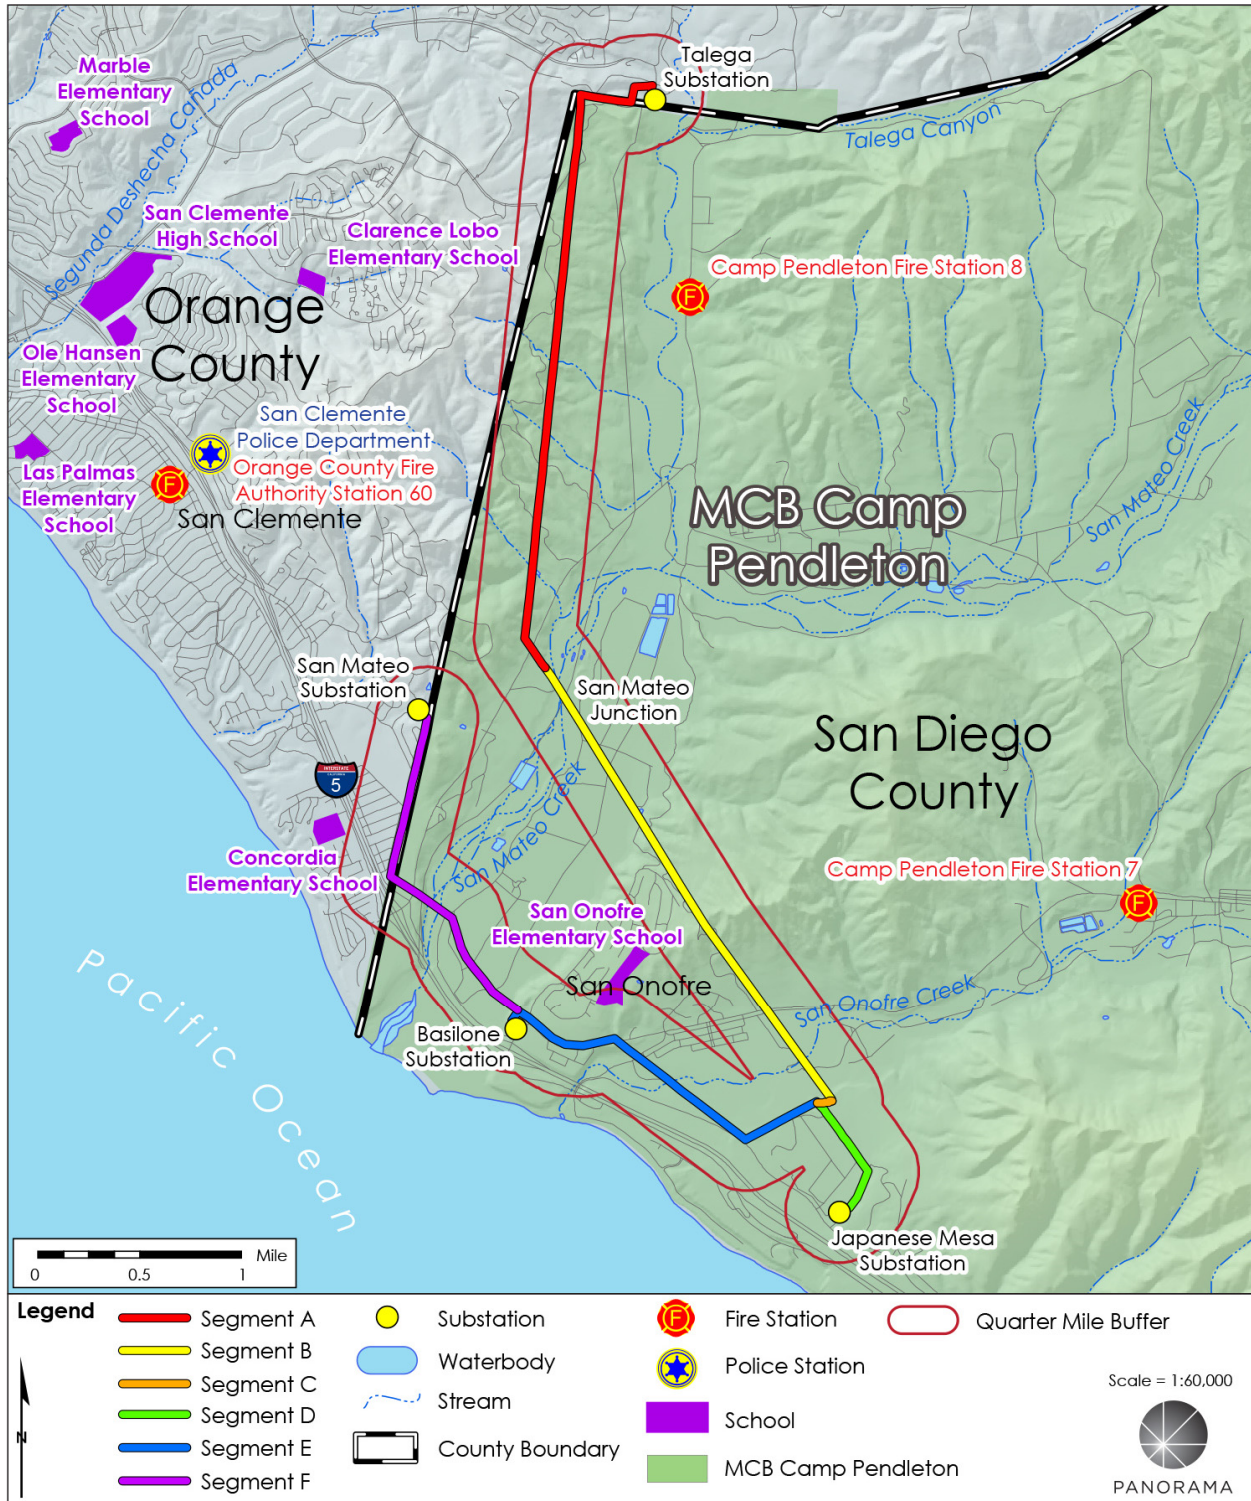 Talega
Substation
Marble
Elementary
School
Segunda Deshecha Canada
Talega Canyon
San Clemente
High School
Clarence Lobo
Elementary School
Camp Pendleton Fire Station 8
F
Orange
County
Ole Hansen
Elementary
School
San Clemente
Police Department
Orange County Fire
Authority Station 60
F
Las Palmas
Elementary
School
San Clemente
San Mateo Creek
MCB Camp
Pendleton
San Mateo
Substation
San Mateo
Junction
San Diego
County
INTERSTATE
CALIFORNIA
5
San Mateo Creek
Concordia
Elementary School
Camp Pendleton Fire Station 7
F
San Onofre
Elementary School
San Onofre
San Onofre Creek
Pacific Ocean
Basilone
Substation
Japanese Mesa
Substation
Mile
0 0.5 1
Legend
Segment A
Segment B
Segment C
Segment D
Segment E
Segment F
N
Substation
Waterbody
Stream
County Boundary
F
Fire Station
Police Station
School
MCB Camp Pendleton
Quarter Mile Buffer
Scale = 1:60,000
PANORAMA